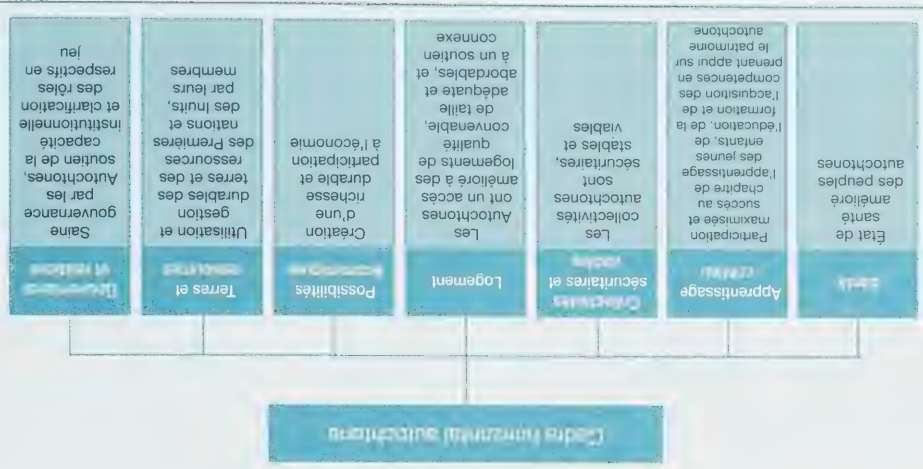 Cadre horizontal autochtone
Santé
État de
santé
amélioré
des peuples
autochtones
Apprentissage
continu
Participation
maximisée et
succès au
chapitre de
l'apprentissage
des jeunes
enfants, de
l'éducation, de la
formation et de
l'acquisition des
compétences en
prenant appui sur
le patrimoine
autochtone
Collectivités
sécuritaires et
viables
Les
collectivités
autochtones
sont
sécuritaires,
stables et
viables
Logement
Les
Autochtones
ont un accès
amélioré à des
logements de
qualité
convenable,
de taille
adéquate et
abordables, et
à un soutien
connexe
Possibilités
économiques
Création
d'une
richesse
durable et
participation
à l'économie
Terres et
ressources
Utilisation et
gestion
durables des
terres et des
ressources
des Premières
nations et
des Inuits,
par leurs
membres
Gouvernance
et relations
Saine
gouvernance
par les
Autochtones,
soutien de la
capacité
institutionnelle
et clarification
des rôles
respectifs en
jeu